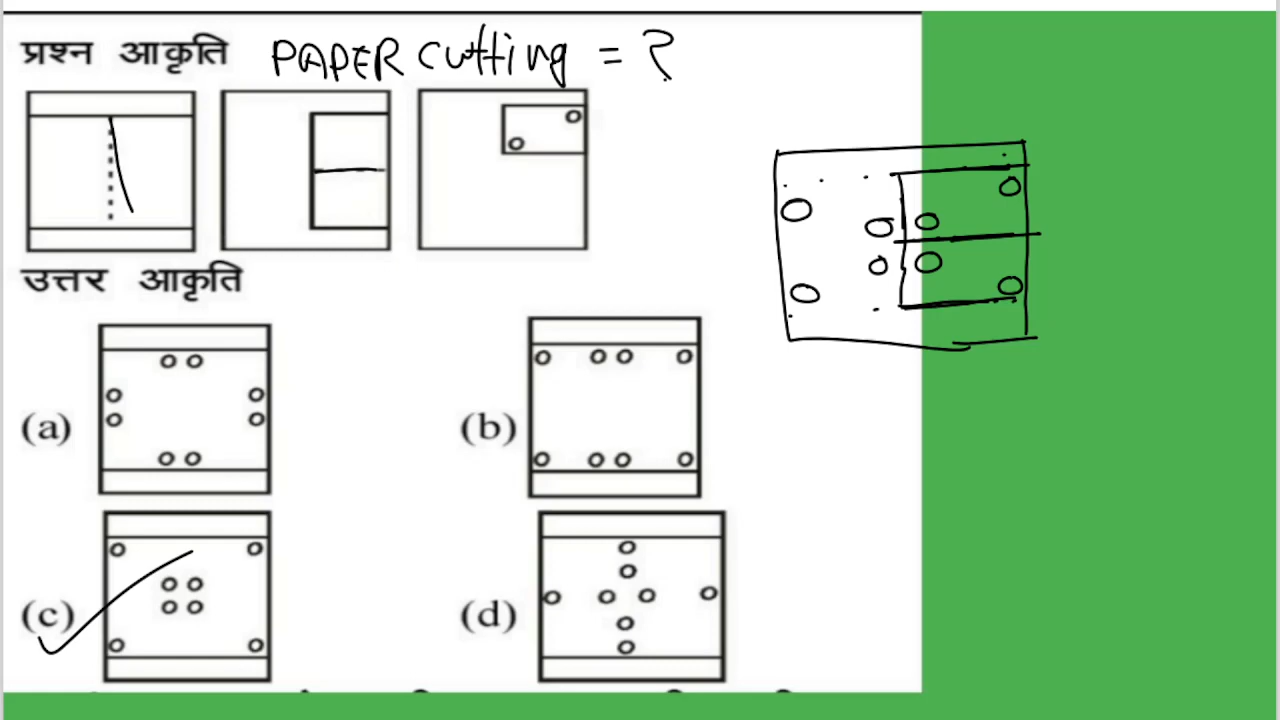 प्रश्न आकृति PAPER cutting = ?
उत्तर आकृति
(a)
(b)
(c)
(d)